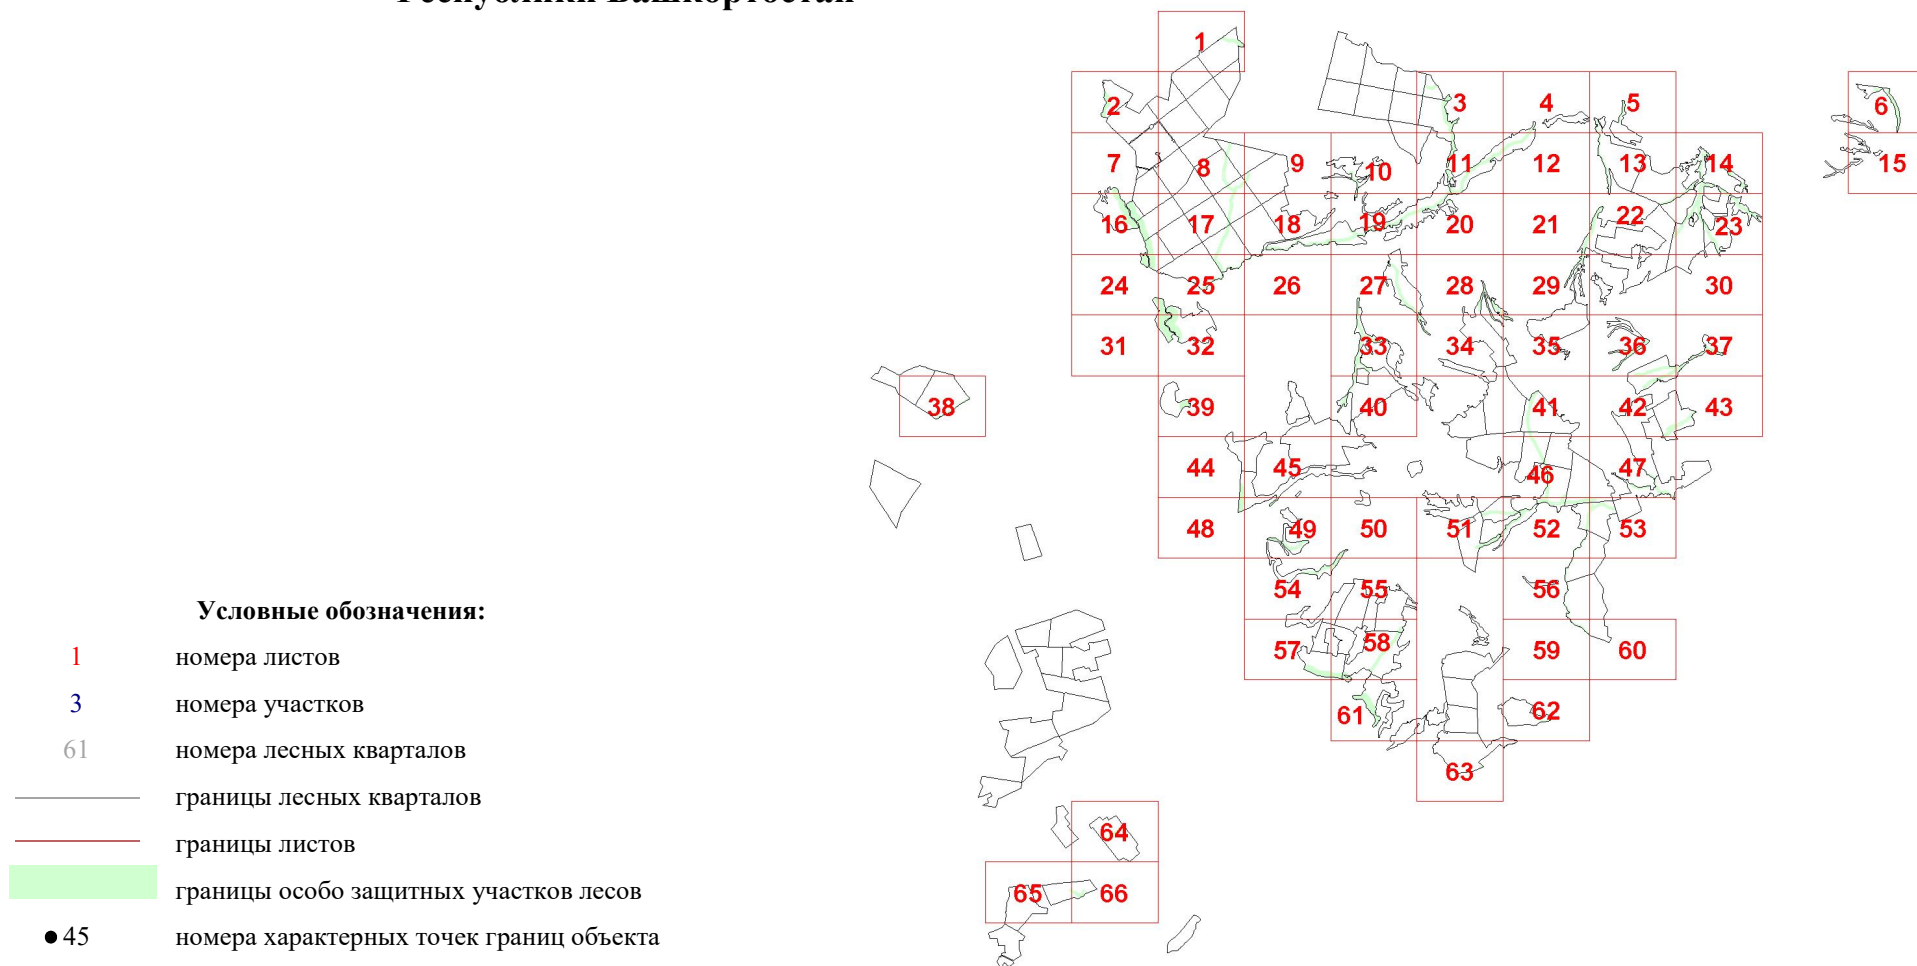 Республики Башкортостан
1
2 3 4 5 6
7 8 9 10 11 12 13 14 15
16 17 18 19 20 21 22 23
24 25 26 27 28 29 30
31 32 33 34 35 36 37
38 39 40 41 42 43
44 45 46 47
48 49 50 51 52 53
54 55 56
57 58 59 60
61 62
63
64
65 66
Условные обозначения:
1 номера листов
3 номера участков
61 номера лесных кварталов
границы лесных кварталов
границы листов
границы особо защитных участков лесов
45 номера характерных точек границ объекта